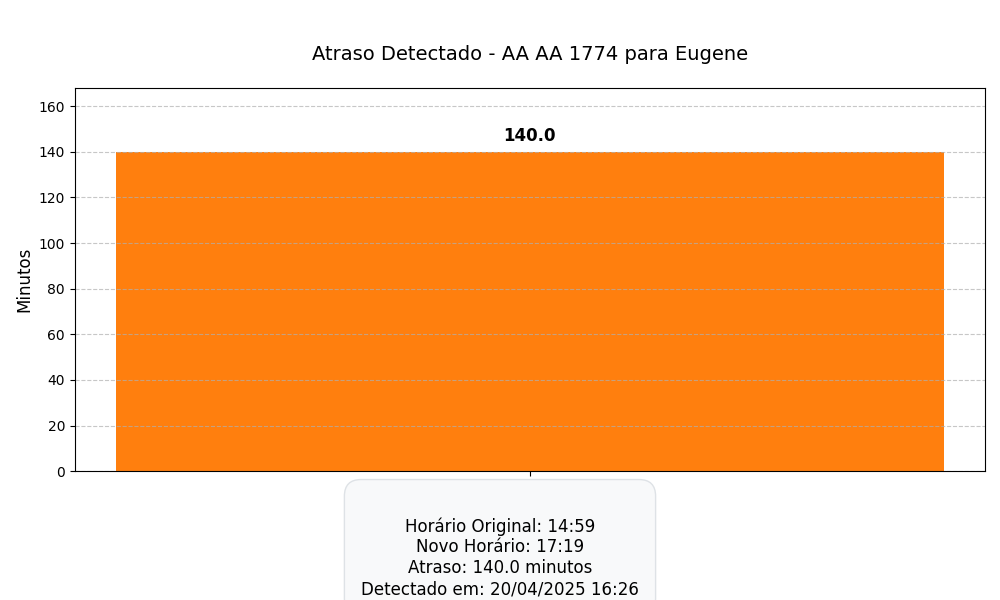 Atraso Detectado - AA AA 1774 para Eugene
160
140.0
140
120
100
80
60
40
20
0
Minutos
Horário Original: 14:59
Novo Horário: 17:19
Atraso: 140.0 minutos
Detectado em: 20/04/2025 16:26